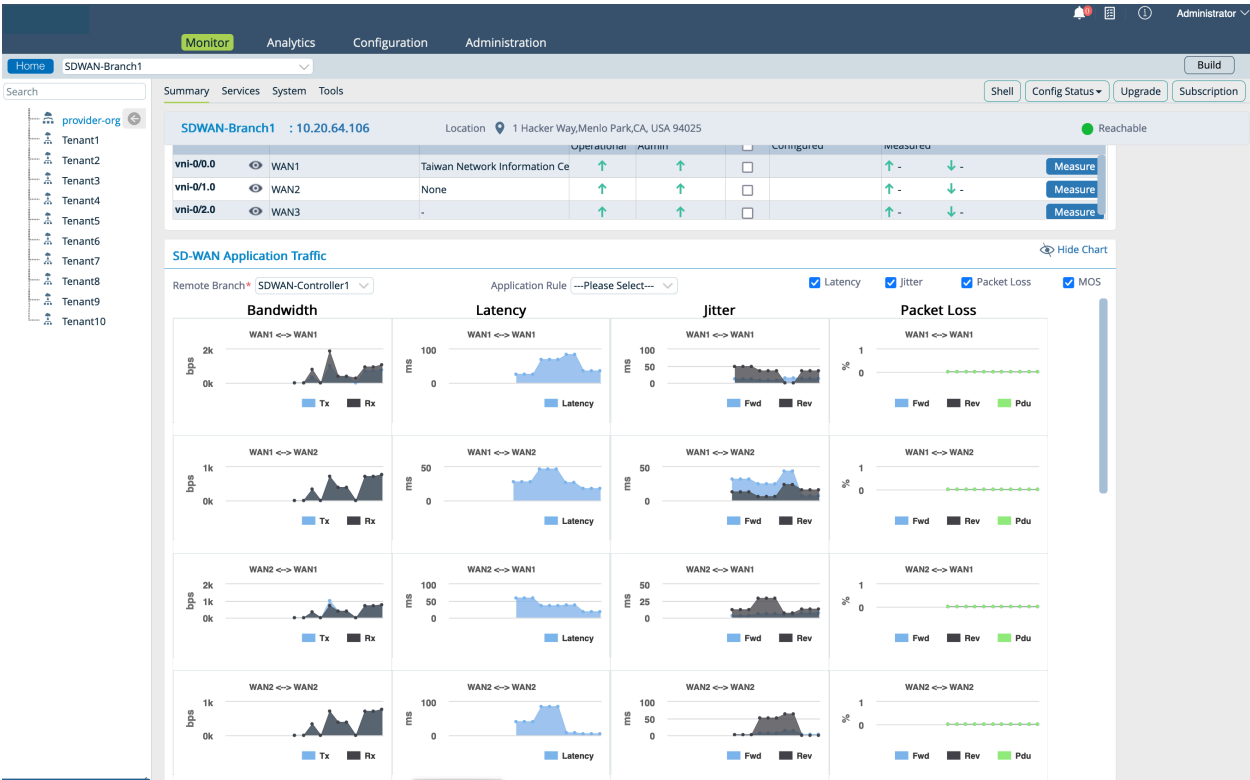 0
Administrator
Monitor Analytics Configuration Administration
Home SDWAN-Branch1 Build
Search
provider-org
Tenant1
Tenant2
Tenant3
Tenant4
Tenant5
Tenant6
Tenant7
Tenant8
Tenant9
Tenant10
Summary Services System Tools Shell Config Status Upgrade Subscription
SDWAN-Branch1 : 10.20.64.106 Location 1 Hacker Way,Menlo Park,CA, USA 94025 Reachable
Operational Admin Configured Measured
vni-0/0.0 WAN1 Taiwan Network Information Ce - - Measure
vni-0/1.0 WAN2 None - - Measure
vni-0/2.0 WAN3 - - - Measure
SD-WAN Application Traffic Hide Chart
Remote Branch* SDWAN-Controller1 Application Rule ---Please Select--- Latency Jitter Packet Loss MOS
Bandwidth Latency Jitter Packet Loss
WAN1 <--> WAN1 WAN1 <--> WAN1 WAN1 <--> WAN1 WAN1 <--> WAN1
2k 100 100 1
bps ms ms 50 % 0
0k 0 0
Tx Rx Latency Fwd Rev Fwd Rev Pdu
WAN1 <--> WAN2 WAN1 <--> WAN2 WAN1 <--> WAN2 WAN1 <--> WAN2
1k 50 50 1
bps ms ms % 0
0k 0 0
Tx Rx Latency Fwd Rev Fwd Rev Pdu
WAN2 <--> WAN1 WAN2 <--> WAN1 WAN2 <--> WAN1 WAN2 <--> WAN1
2k 100 50 1
bps 1k ms 50 ms 25 % 0
0k 0 0
Tx Rx Latency Fwd Rev Fwd Rev Pdu
WAN2 <--> WAN2 WAN2 <--> WAN2 WAN2 <--> WAN2 WAN2 <--> WAN2
1k 100 100 1
bps ms ms 50 % 0
0k 0 0
Tx Rx Latency Fwd Rev Fwd Rev Pdu